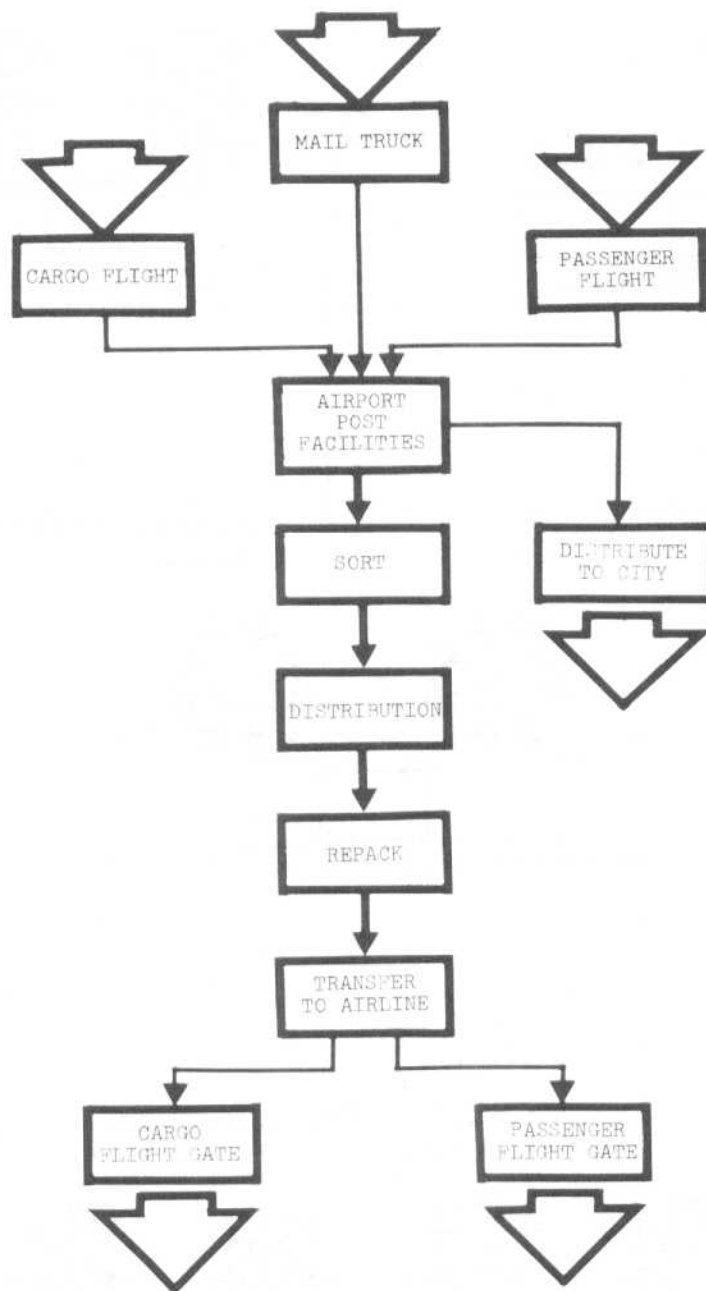 MAIL TRUCK
CARGO FLIGHT
PASSENGER
FLIGHT
AIRPORT
POST
FACILITIES
SORT
DISTRIBUTE
TO CITY
DISTRIBUTION
REPACK
TRANSFER
TO AIRLINE
CARGO
FLIGHT GATE
PASSENGER
FLIGHT GATE